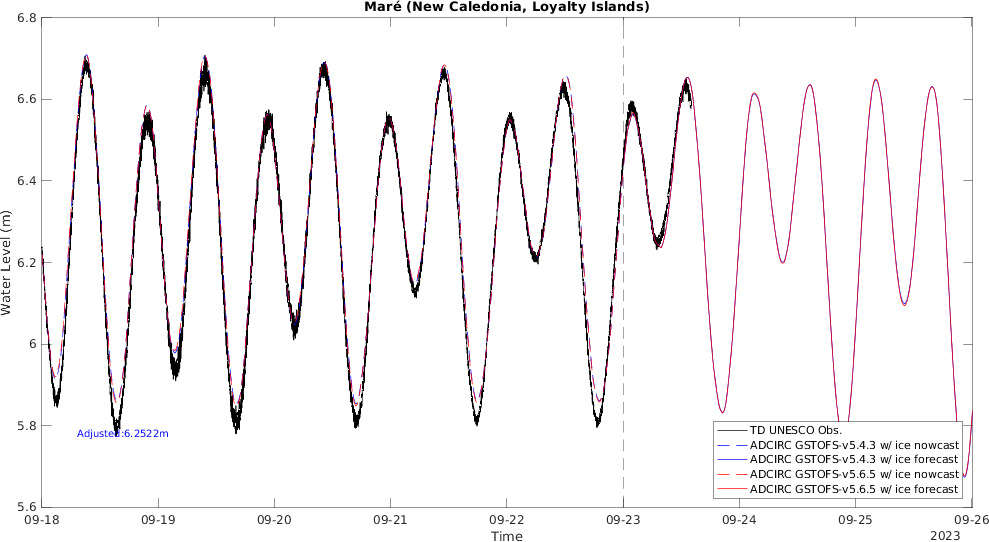 Maré (New Caledonia, Loyalty Islands)
6.8
6.6
6.4
6.2
6
5.8
5.6
Water Level (m)
Adjusted:6.2522m
TD UNESCO Obs.
ADCIRC GSTOFS-v5.4.3 w/ ice nowcast
ADCIRC GSTOFS-v5.4.3 w/ ice forecast
ADCIRC GSTOFS-v5.6.5 w/ ice nowcast
ADCIRC GSTOFS-v5.6.5 w/ ice forecast
09-18 09-19 09-20 09-21 09-22 09-23 09-24 09-25 09-26
Time
2023